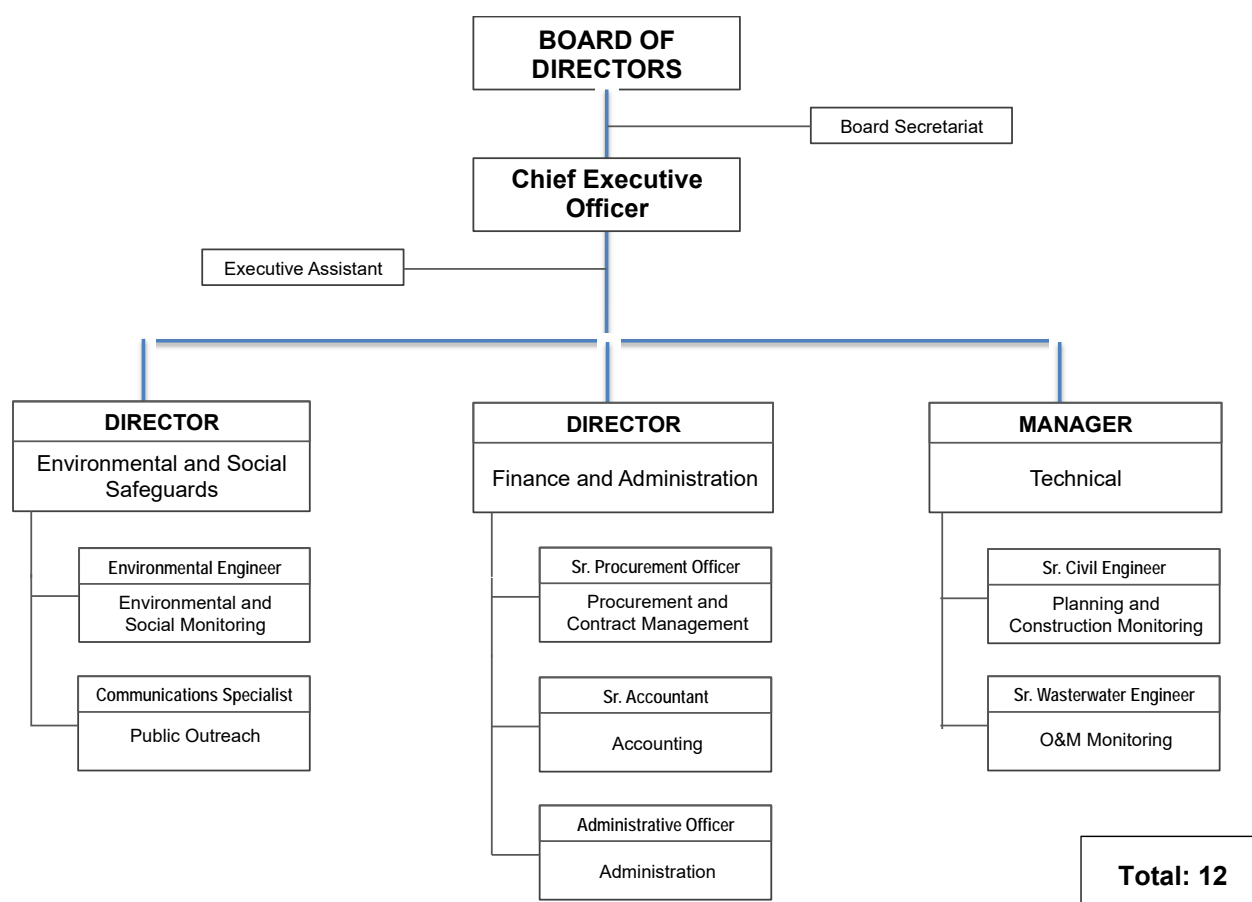 BOARD OF
DIRECTORS
Board Secretariat
Chief Executive
Officer
Executive Assistant
DIRECTOR
Environmental and Social
Safeguards
Environmental Engineer
Environmental and
Social Monitoring
Communications Specialist
Public Outreach
DIRECTOR
Finance and Administration
Sr. Procurement Officer
Procurement and
Contract Management
Sr. Accountant
Accounting
Administrative Officer
Administration
MANAGER
Technical
Sr. Civil Engineer
Planning and
Construction Monitoring
Sr. Wasterwater Engineer
O&M Monitoring
Total: 12